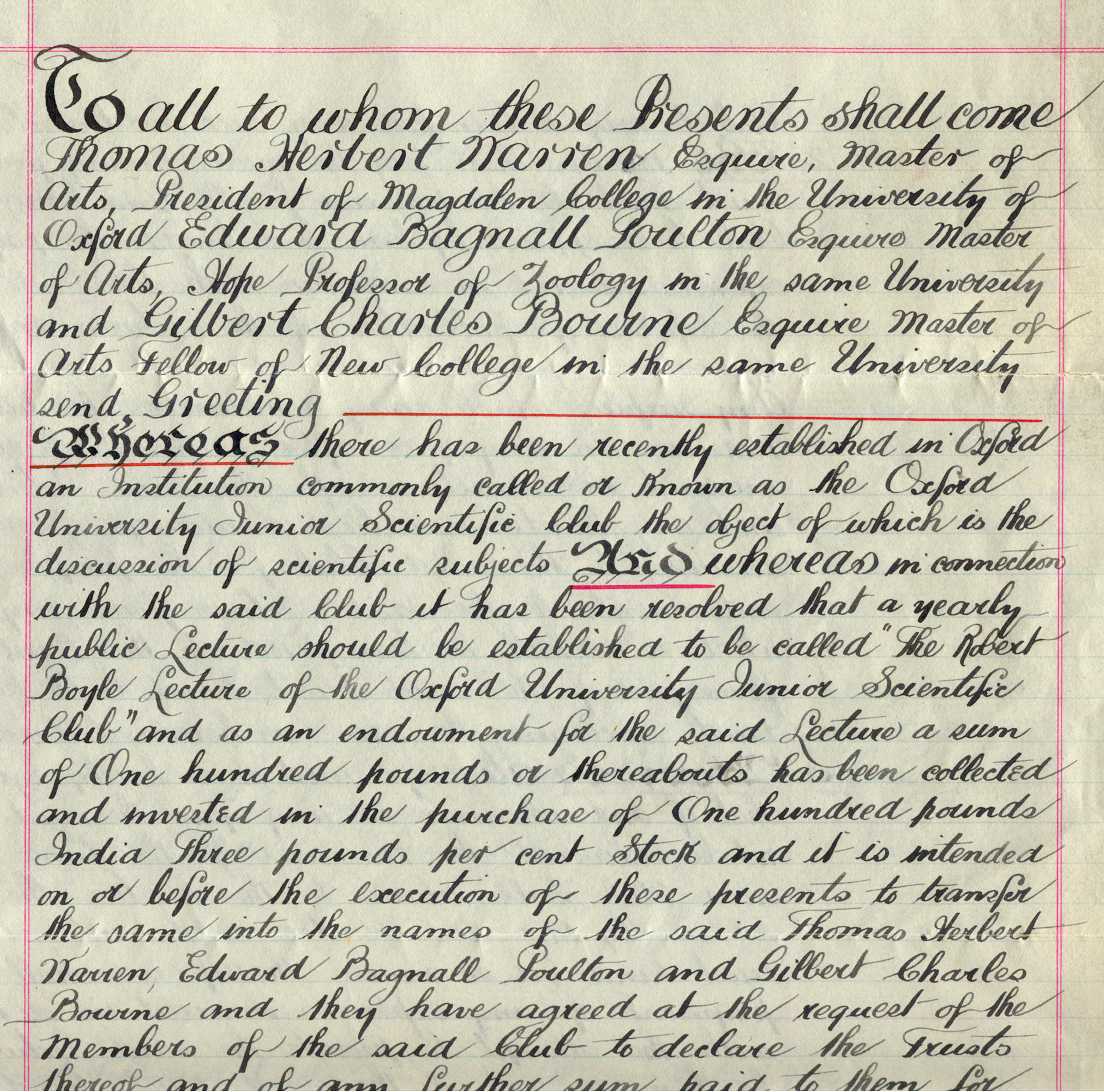 To all to whom these Presents shall come
Thomas Herbert Warren Esquire, Master of
Arts, President of Magdalen College in the University of
Oxford Edward Bagnall Poulton Esquire Master
of Arts, Hope Professor of Zoology in the same University
and Gilbert Charles Bourne Esquire Master of
Arts Fellow of New College in the same University
send Greeting
Whereas there has been recently established in Oxford
an Institution commonly called or known as the Oxford
University Junior Scientific Club the object of which is the
discussion of scientific subjects And whereas in connection
with the said Club it has been resolved that a yearly
public Lecture should be established to be called "The Robert
Boyle Lecture of the Oxford University Junior Scientific
Club" and as an endowment for the said Lecture a sum
of One hundred pounds or thereabouts has been collected
and invested in the purchase of One hundred pounds
India Three pounds per cent Stock and it is intended
on or before the execution of these presents to transfer
the same into the names of the said Thomas Herbert
Warren, Edward Bagnall Poulton and Gilbert Charles
Bourne and they have agreed at the request of the
Members of the said Club to declare the Trusts
thereof and of any further sum paid to them for